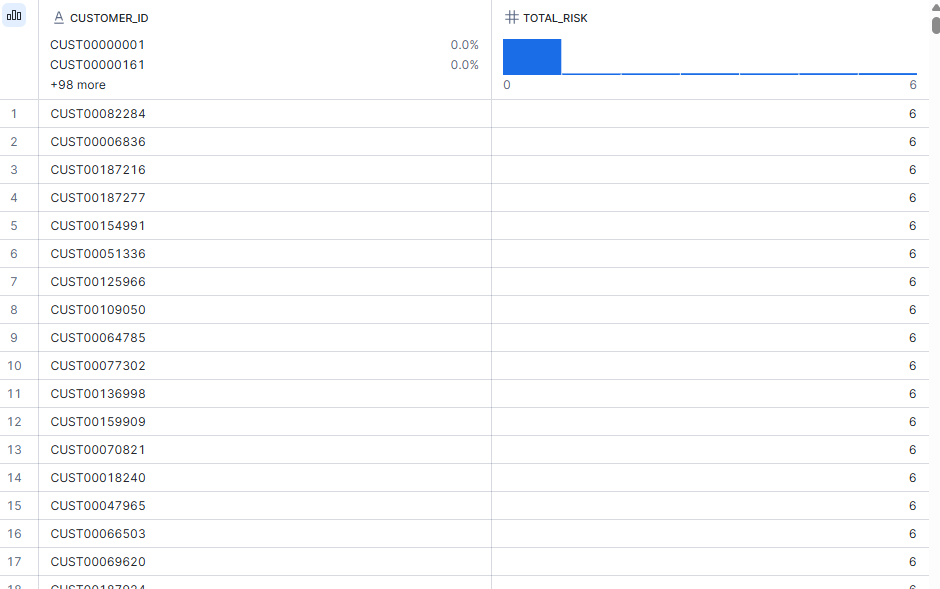 CUSTOMER_ID TOTAL_RISK
CUST00000001 0.0%
CUST00000161 0.0%
+98 more 0 6
1 CUST00082284 6
2 CUST00006836 6
3 CUST00187216 6
4 CUST00187277 6
5 CUST00154991 6
6 CUST00051336 6
7 CUST00125966 6
8 CUST00109050 6
9 CUST00064785 6
10 CUST00077302 6
11 CUST00136998 6
12 CUST00159909 6
13 CUST00070821 6
14 CUST00018240 6
15 CUST00047965 6
16 CUST00066503 6
17 CUST00069620 6